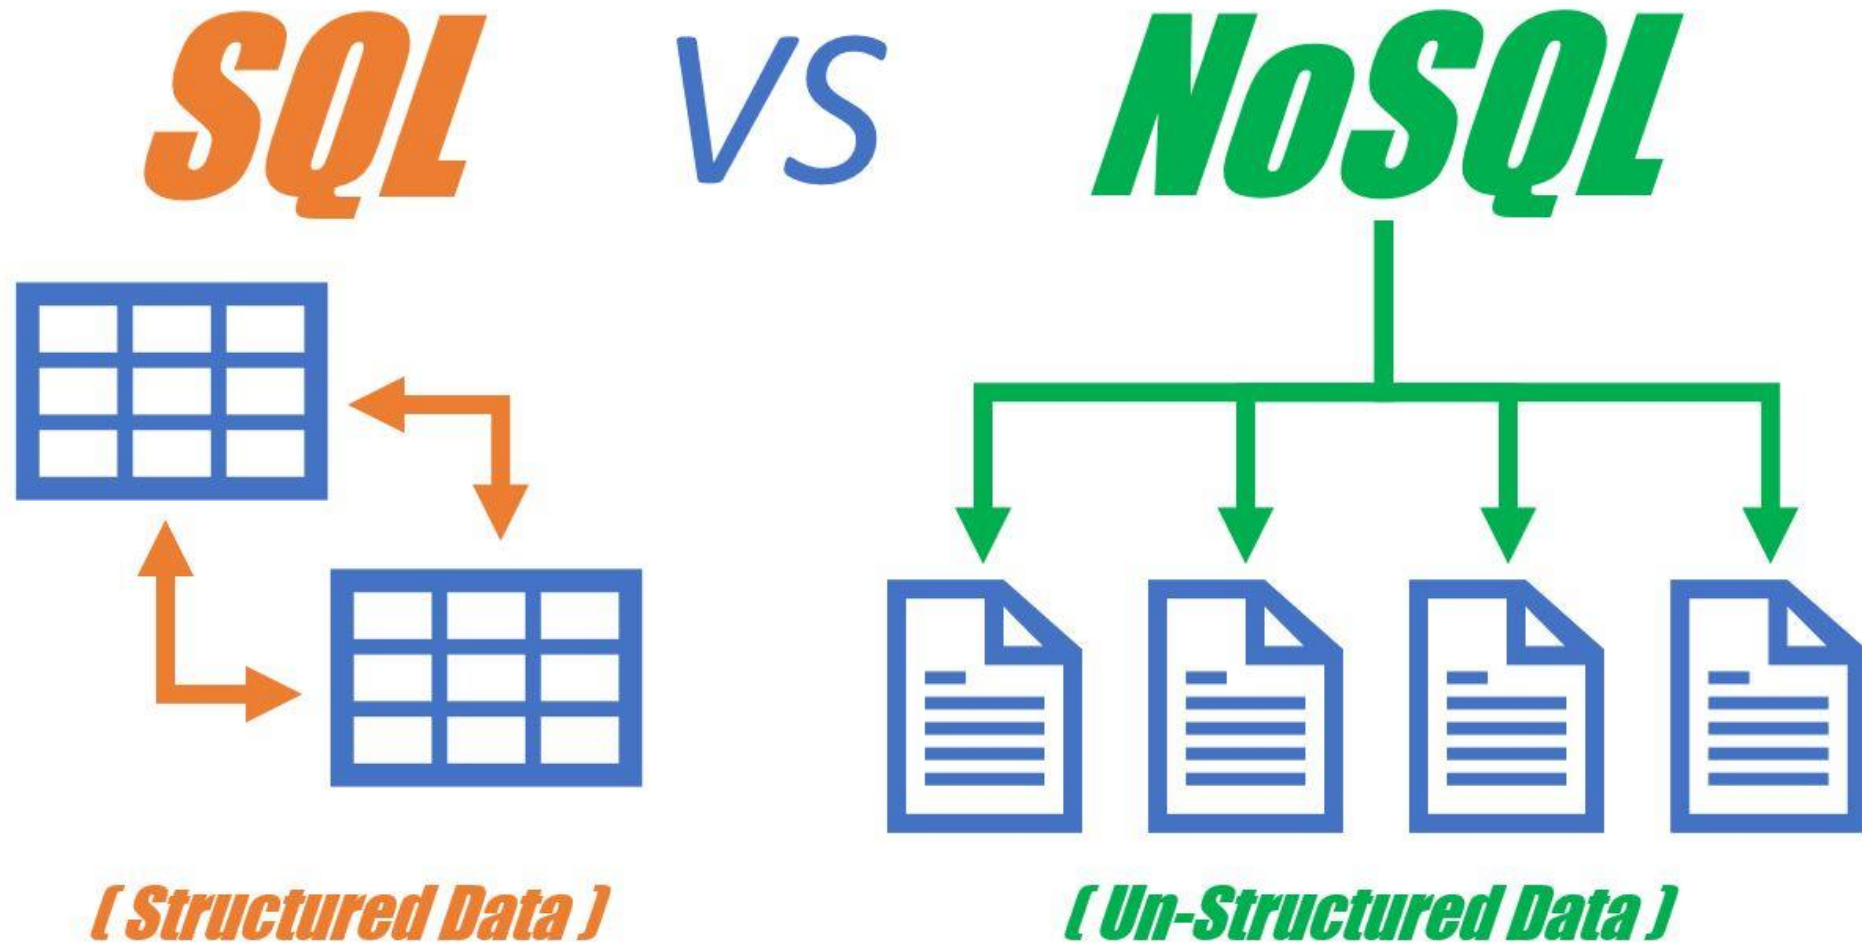 SQL VS NoSQL
( Structured Data )
( Un-Structured Data )